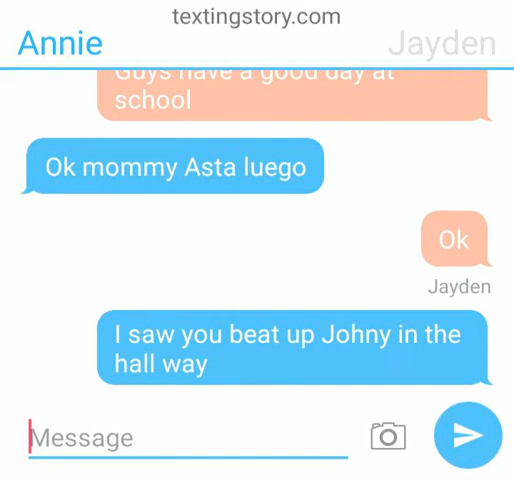 textingstory.com
Annie
Jayden
Guys have a good day at
school
Ok mommy Asta luego
Ok
Jayden
I saw you beat up Johny in the
hall way
Message